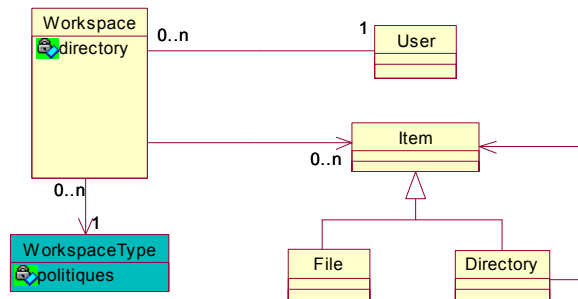 Workspace
directory
0..n
1
User
Item
0..n
0..n
1
WorkspaceType
politiques
File
Directory